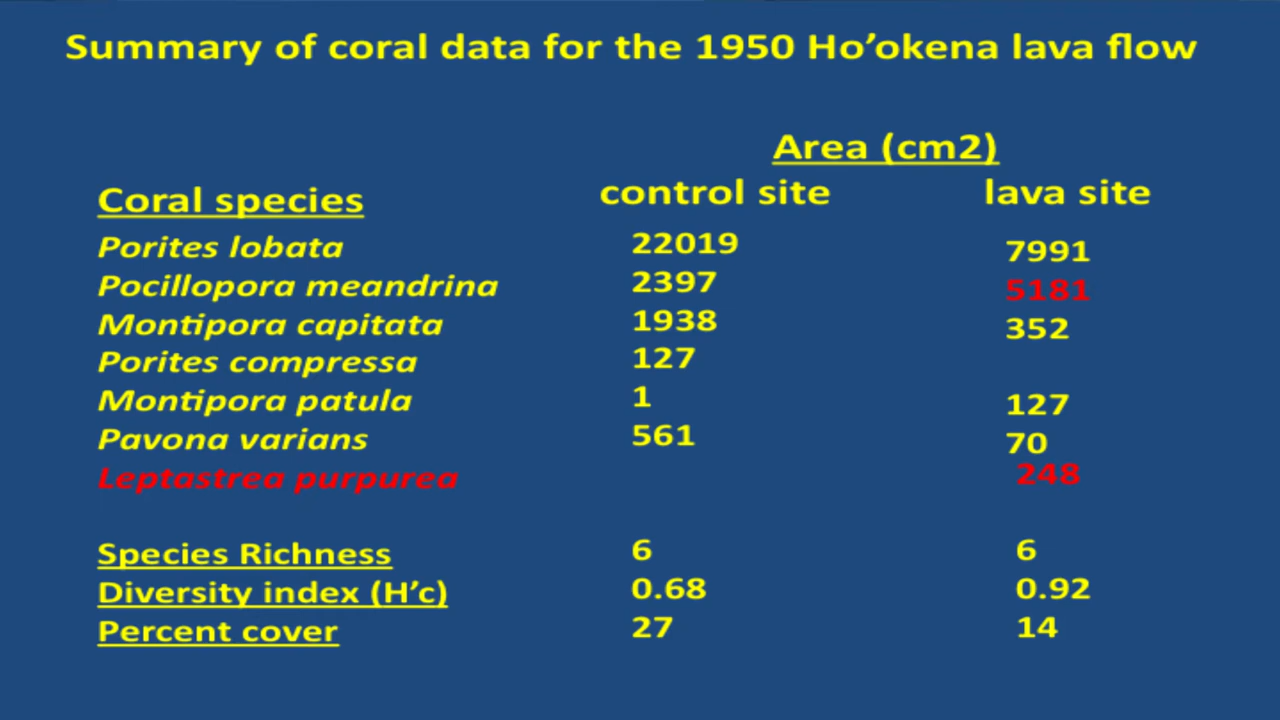 Summary of coral data for the 1950 Ho’okena lava flow
Area (cm2)
Coral species control site lava site
Porites lobata 22019 7991
Pocillopora meandrina 2397 5181
Montipora capitata 1938 352
Porites compressa 127
Montipora patula 1 127
Pavona varians 561 70
Leptastrea purpurea 248
Species Richness 6 6
Diversity index (H’c) 0.68 0.92
Percent cover 27 14